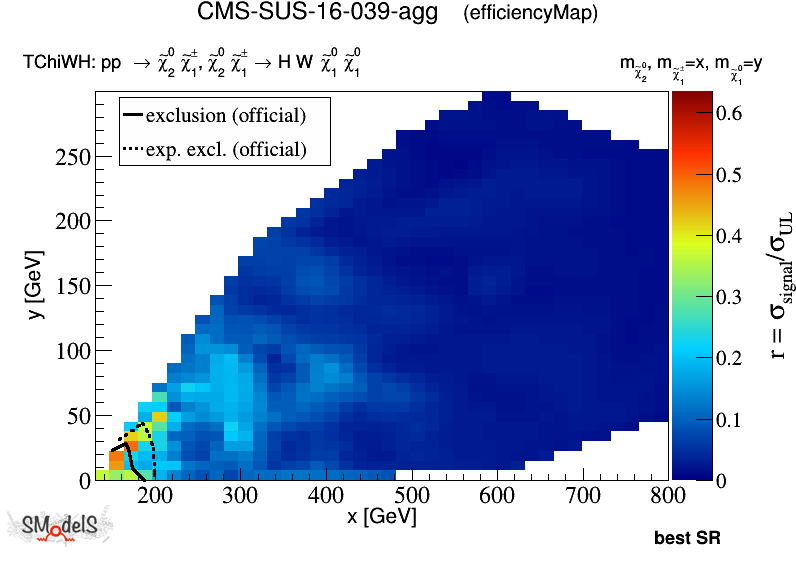 CMS-SUS-16-039-agg (efficiencyMap)
TChiWH: pp → χ̃⁰₂ χ̃±₁, χ̃⁰₂ χ̃±₁ → H W χ̃⁰₁ χ̃⁰₁
m_χ̃⁰₂, m_χ̃±₁=x, m_χ̃⁰₁=y
exclusion (official)
exp. excl. (official)
250
200
150
100
50
0
y [GeV]
200 300 400 500 600 700 800
x [GeV]
0.6
0.5
0.4
0.3
0.2
0.1
0
r = σ_signal/σ_UL
SModelS
best SR